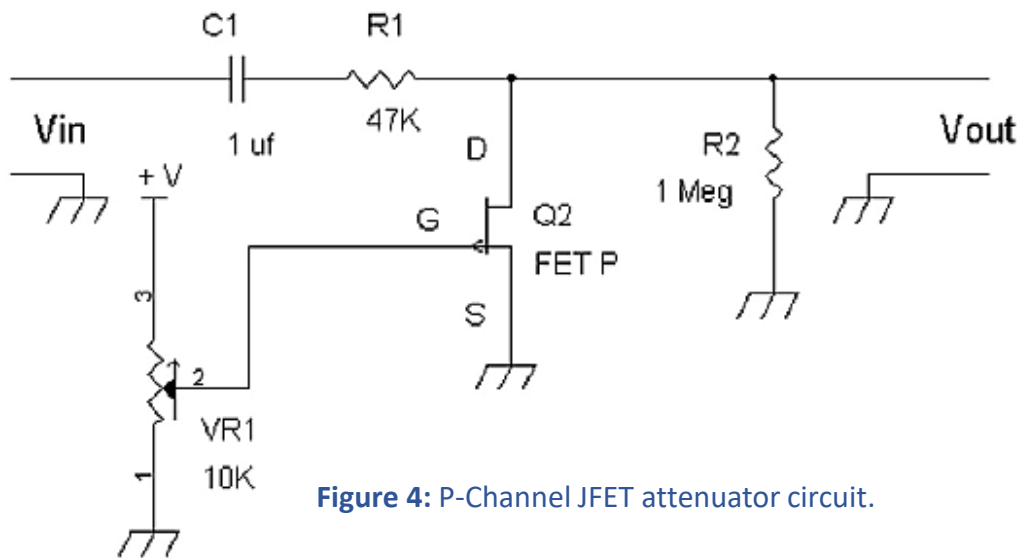 C1
R1
47K
1 uf
Vin
Vout
R2
1 Meg
D
+ V
G
Q2
FET P
S
3
2
VR1
10K
1
Figure 4: P-Channel JFET attenuator circuit.